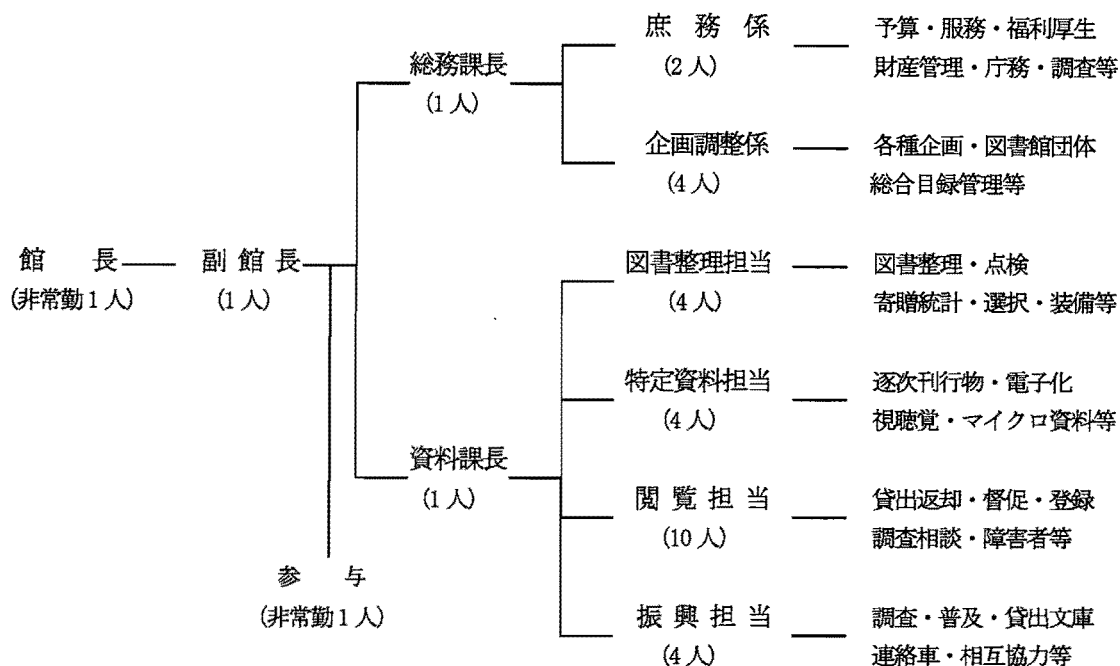 館長
(非常勤1人)
副館長
(1人)
参与
(非常勤1人)
総務課長
(1人)
庶務係
(2人)
予算・服務・福利厚生
財産管理・庁務・調査等
企画調整係
(4人)
各種企画・図書館団体
総合目録管理等
資料課長
(1人)
図書整理担当
(4人)
図書整理・点検
寄贈統計・選択・装備等
特定資料担当
(4人)
逐次刊行物・電子化
視聴覚・マイクロ資料等
閲覧担当
(10人)
貸出返却・督促・登録
調査相談・障害者等
振興担当
(4人)
調査・普及・貸出文庫
連絡車・相互協力等